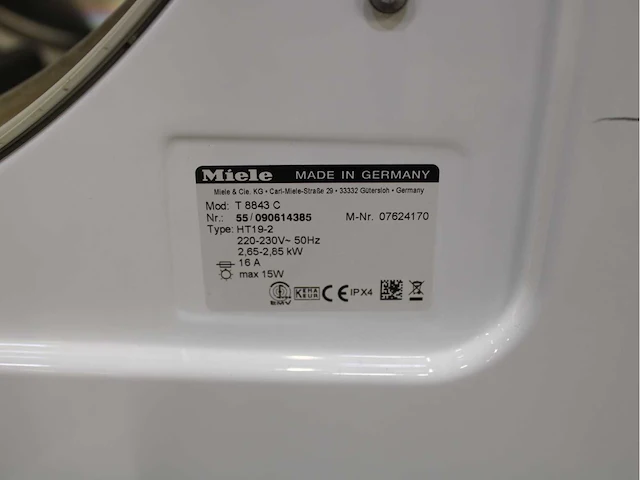 Miele MADE IN GERMANY
Miele & Cie. KG • Carl-Miele-Straße 29 • 33332 Gütersloh • Germany
Mod: T 8843 C
Nr.: 55/090614385 M-Nr. 07624170
Type: HT19-2
220-230V~ 50Hz
2,65-2,85 kW
16 A
max 15W
EMV KEMA KEUR CE IPX4